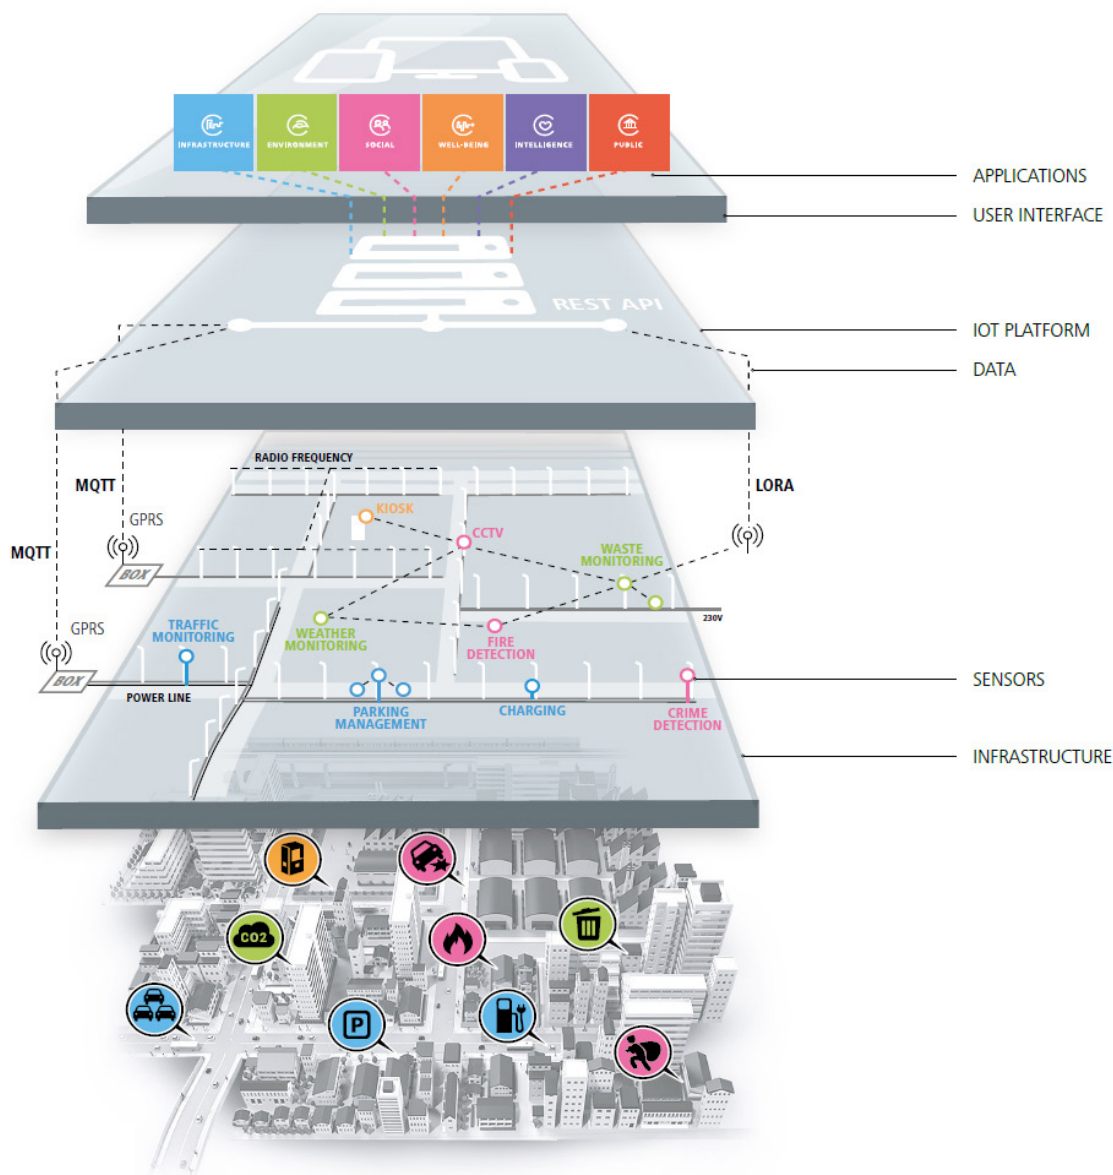 INFRASTRUCTURE
ENVIRONMENT
SOCIAL
WELL-BEING
INTELLIGENCE
PUBLIC
APPLICATIONS
USER INTERFACE
REST API
IOT PLATFORM
DATA
RADIO FREQUENCY
MQTT
LORA
KIOSK
GPRS
CCTV
MQTT
WASTE
MONITORING
BOX
230V
GPRS
TRAFFIC
MONITORING
WEATHER
MONITORING
FIRE
DETECTION
BOX
POWER LINE
PARKING
MANAGEMENT
CHARGING
CRIME
DETECTION
SENSORS
INFRASTRUCTURE
CO2
P